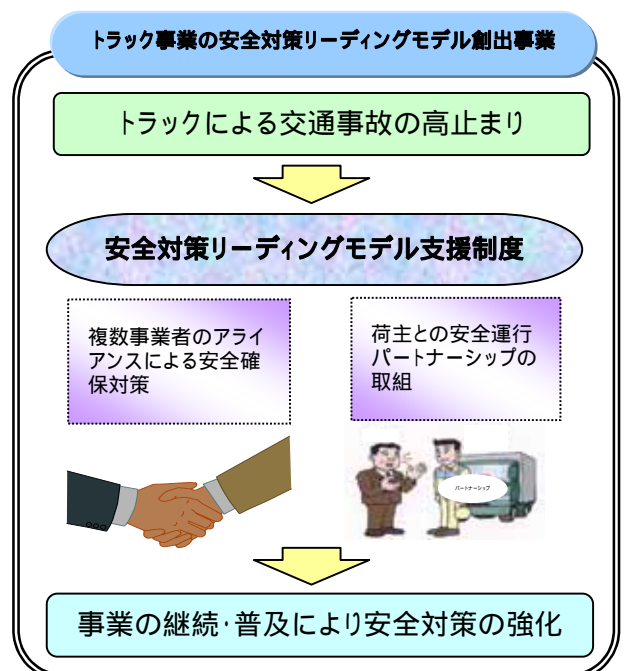 トラック事業の安全対策リーディングモデル創出事業
トラックによる交通事故の高止まり
安全対策リーディングモデル支援制度
複数事業者のアライ
アンスによる安全確
保対策
荷主との安全運行
パートナーシップの
取組
パートナーシップ
事業の継続・普及により安全対策の強化